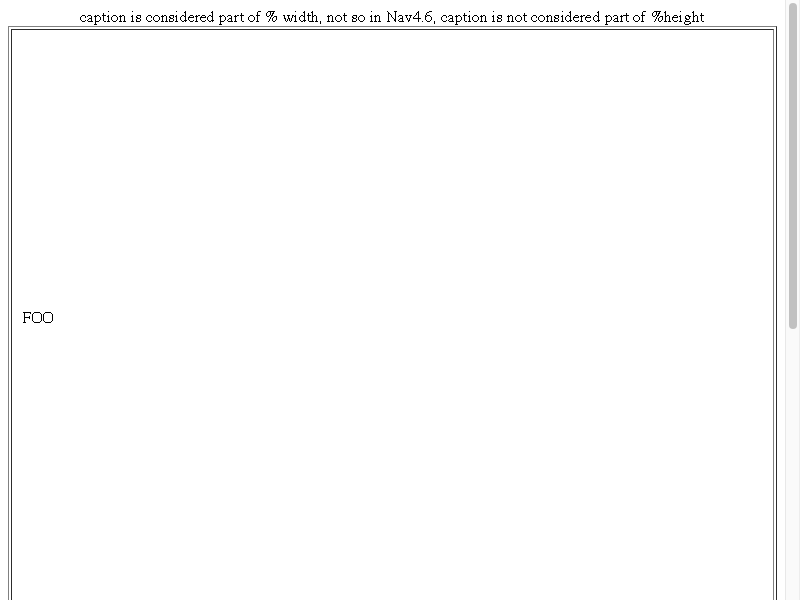 caption is considered part of % width, not so in Nav4.6, caption is not considered part of %height
FOO